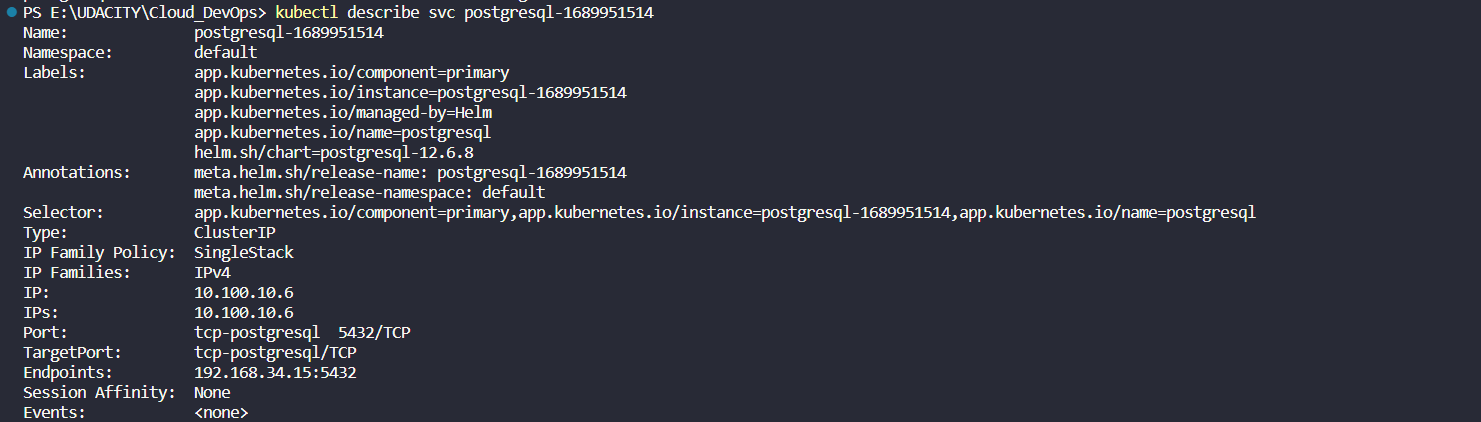 PS E:\UDACITY\Cloud_DevOps> kubectl describe svc postgresql-1689951514
Name:              postgresql-1689951514
Namespace:         default
Labels:            app.kubernetes.io/component=primary
                   app.kubernetes.io/instance=postgresql-1689951514
                   app.kubernetes.io/managed-by=Helm
                   app.kubernetes.io/name=postgresql
                   helm.sh/chart=postgresql-12.6.8
Annotations:       meta.helm.sh/release-name: postgresql-1689951514
                   meta.helm.sh/release-namespace: default
Selector:          app.kubernetes.io/component=primary,app.kubernetes.io/instance=postgresql-1689951514,app.kubernetes.io/name=postgresql
Type:              ClusterIP
IP Family Policy:  SingleStack
IP Families:       IPv4
IP:                10.100.10.6
IPs:               10.100.10.6
Port:              tcp-postgresql  5432/TCP
TargetPort:        tcp-postgresql/TCP
Endpoints:         192.168.34.15:5432
Session Affinity:  None
Events:            <none>